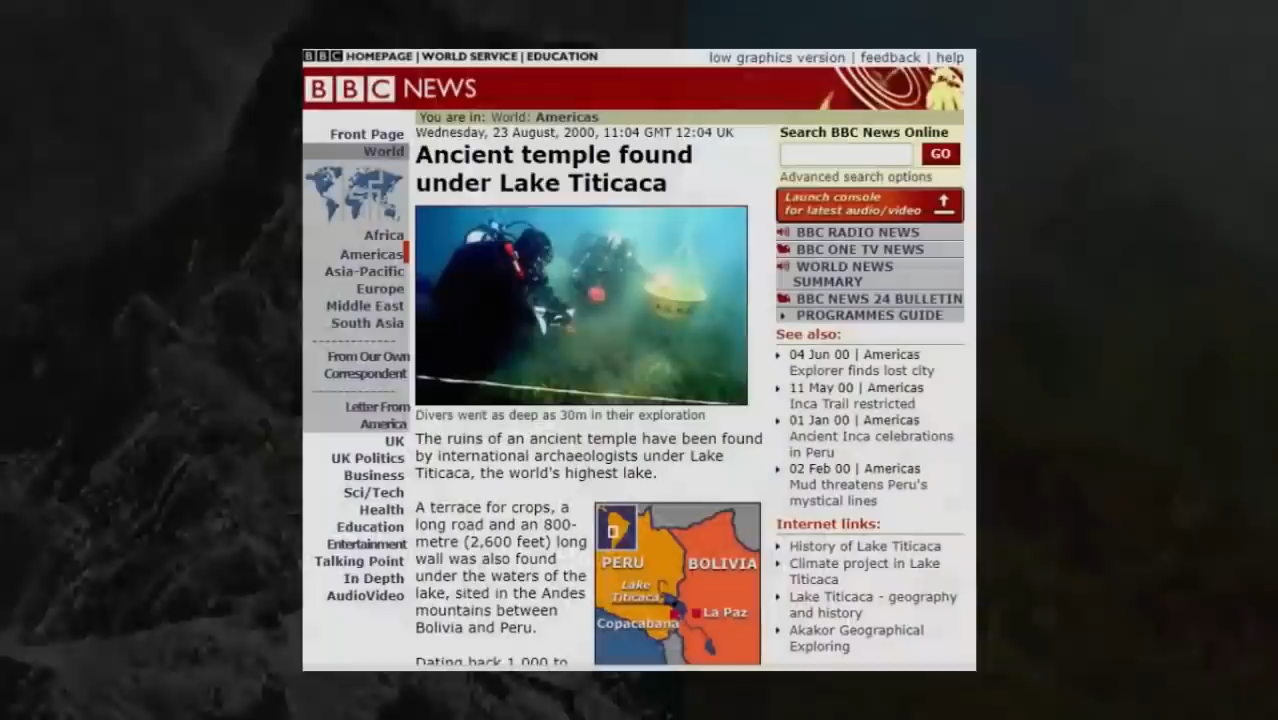 BBC HOMEPAGE | WORLD SERVICE | EDUCATION
low graphics version | feedback | help
BBC NEWS
You are in: World: Americas
Wednesday, 23 August, 2000, 11:04 GMT 12:04 UK
Ancient temple found
under Lake Titicaca
Divers went as deep as 30m in their exploration
The ruins of an ancient temple have been found
by international archaeologists under Lake
Titicaca, the world's highest lake.
A terrace for crops, a
long road and an 800-
metre (2,600 feet) long
wall was also found
under the waters of the
lake, sited in the Andes
mountains between
Bolivia and Peru.
Dating back 1,000 to
PERU
BOLIVIA
Lake
Titicaca
La Paz
Copacabana
Front Page
World
Africa
Americas
Asia-Pacific
Europe
Middle East
South Asia
From Our Own
Correspondent
Letter From
America
UK
UK Politics
Business
Sci/Tech
Health
Education
Entertainment
Talking Point
In Depth
AudioVideo
Search BBC News Online
GO
Advanced search options
Launch console
for latest audio/video
BBC RADIO NEWS
BBC ONE TV NEWS
WORLD NEWS
SUMMARY
BBC NEWS 24 BULLETIN
PROGRAMMES GUIDE
See also:
04 Jun 00 | Americas
Explorer finds lost city
11 May 00 | Americas
Inca Trail restricted
01 Jan 00 | Americas
Ancient Inca celebrations
in Peru
02 Feb 00 | Americas
Mud threatens Peru's
mystical lines
Internet links:
History of Lake Titicaca
Climate project in Lake
Titicaca
Lake Titicaca - geography
and history
Akakor Geographical
Exploring